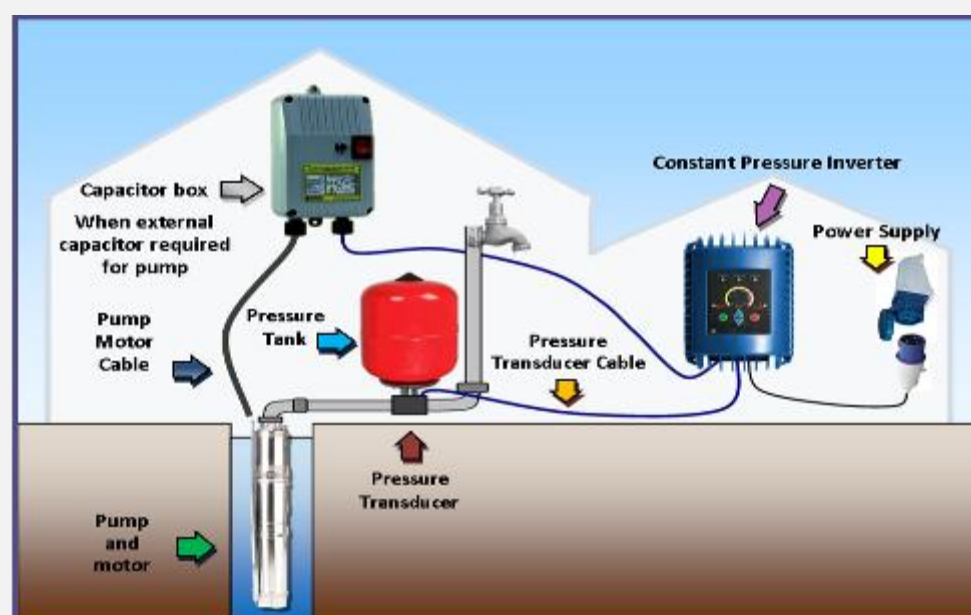 Constant Pressure Inverter
Capacitor box
When external
capacitor required
for pump
Power Supply
Pump
Motor
Cable
Pressure
Tank
Pressure
Transducer Cable
Pressure
Transducer
Pump
and
motor